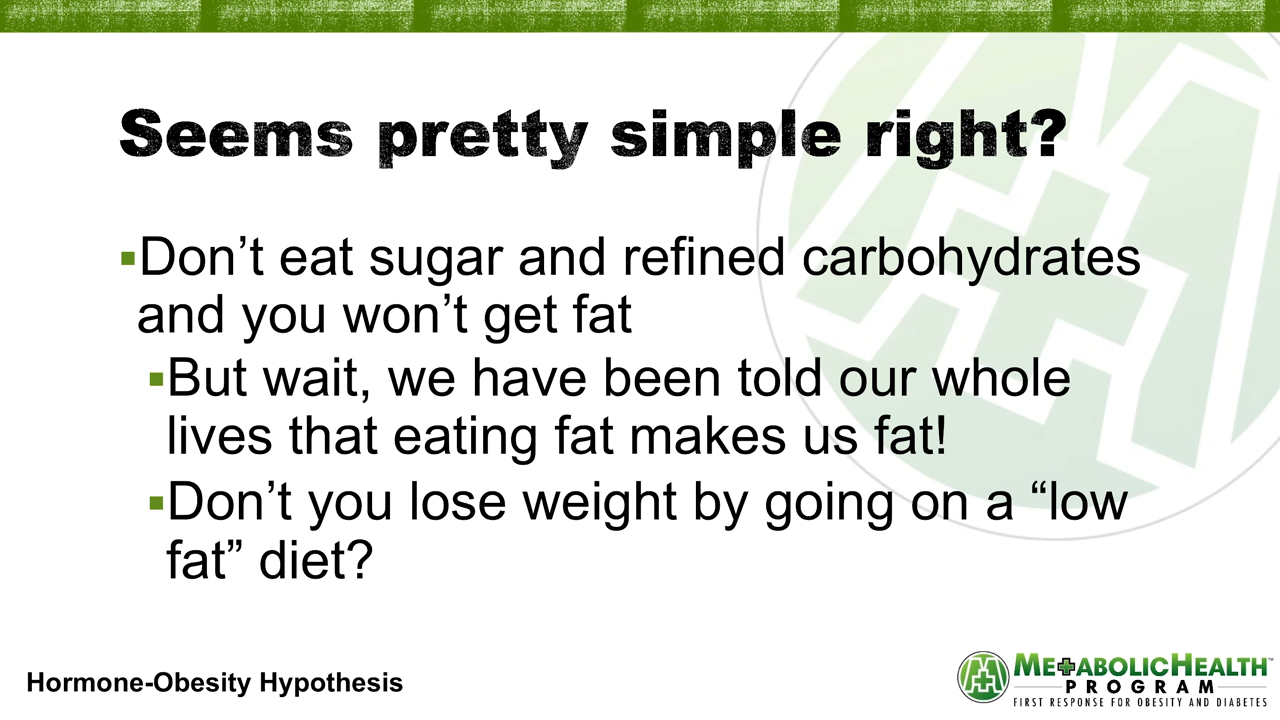 Seems pretty simple right?
▪Don’t eat sugar and refined carbohydrates
and you won’t get fat
▪But wait, we have been told our whole
lives that eating fat makes us fat!
▪Don’t you lose weight by going on a “low
fat” diet?
Hormone-Obesity Hypothesis
METABOLICHEALTH™
PROGRAM
FIRST RESPONSE FOR OBESITY AND DIABETES